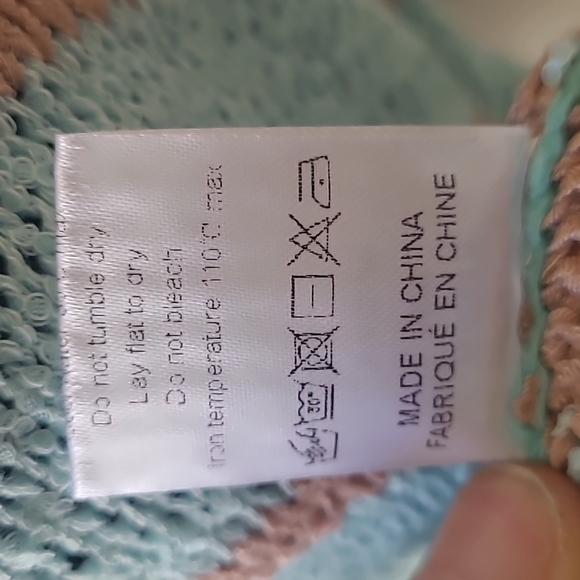 Do not tumble dry
Lay flat to dry
Do not bleach
Iron temperature 110°C max
30°
MADE IN CHINA
FABRIQUÉ EN CHINE